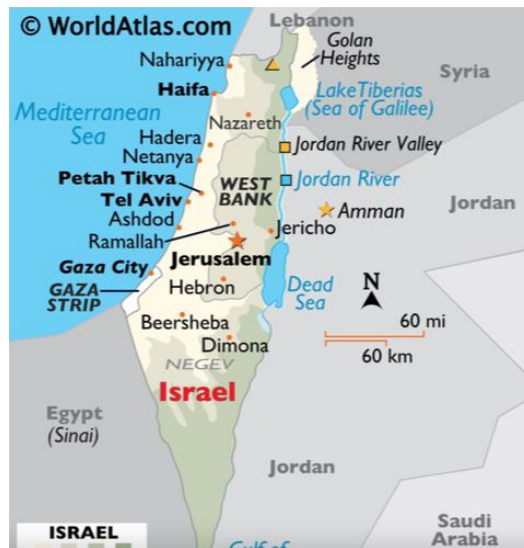 © WorldAtlas.com
Lebanon
Golan
Heights
Nahariyya
Syria
Haifa
Lake Tiberias
(Sea of Galilee)
Mediterranean
Sea
Nazareth
Hadera
Jordan River Valley
Netanya
Petah Tikva
WEST
BANK
Jordan River
Tel Aviv
Ashdod
Amman
Jordan
Ramallah
Jericho
Jerusalem
Gaza City
GAZA
STRIP
Hebron
Dead
Sea
N
Beersheba
60 mi
Dimona
60 km
NEGEV
Israel
Egypt
(Sinai)
Jordan
Saudi
Arabia
ISRAEL
Gulf of